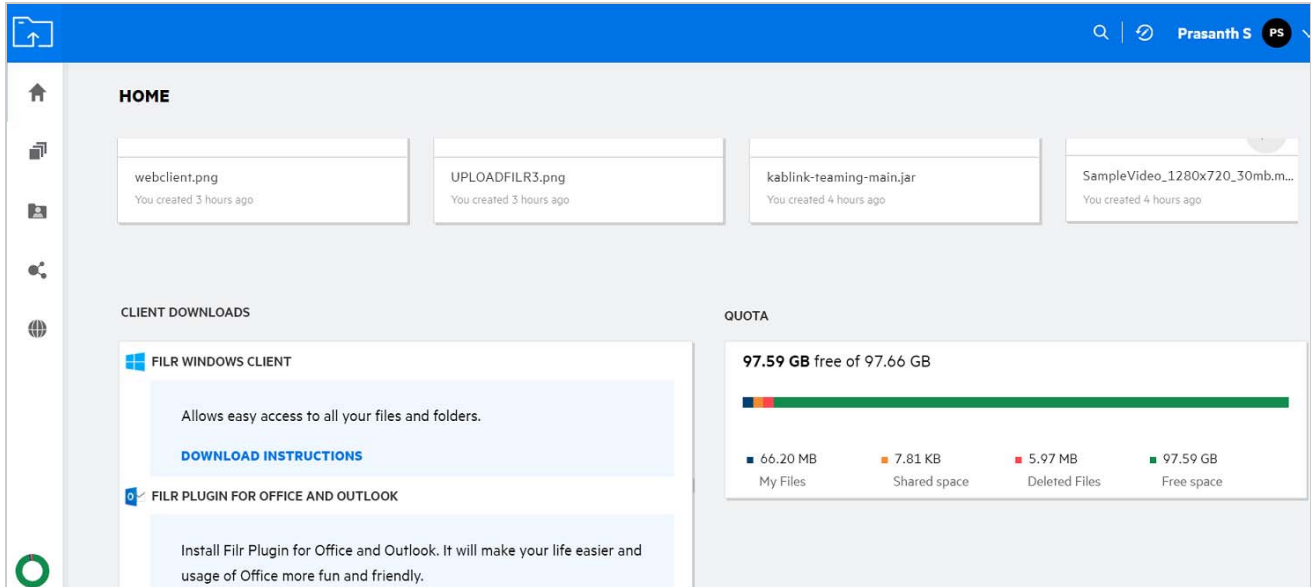 Prasanth S PS
HOME
webclient.png
You created 3 hours ago
UPLOADFILR3.png
You created 3 hours ago
kablink-teaming-main.jar
You created 4 hours ago
SampleVideo_1280x720_30mb.m...
You created 4 hours ago
CLIENT DOWNLOADS
FILR WINDOWS CLIENT
Allows easy access to all your files and folders.
DOWNLOAD INSTRUCTIONS
FILR PLUGIN FOR OFFICE AND OUTLOOK
Install Filr Plugin for Office and Outlook. It will make your life easier and
usage of Office more fun and friendly.
QUOTA
97.59 GB free of 97.66 GB
66.20 MB
My Files
7.81 KB
Shared space
5.97 MB
Deleted Files
97.59 GB
Free space